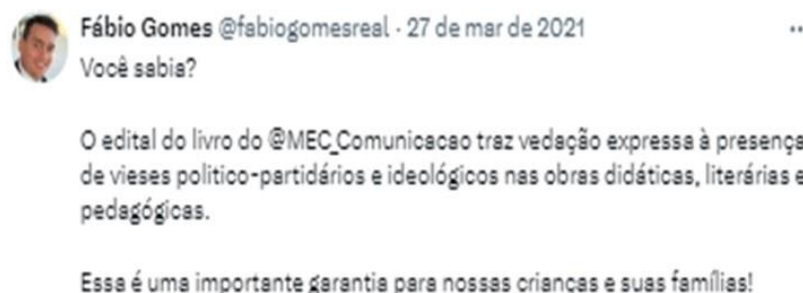 Fábio Gomes @fabiogomesreal · 27 de mar de 2021
Você sabia?
O edital do livro do @MEC_Comunicacao traz vedação expressa à presença
de vieses politico-partidários e ideológicos nas obras didáticas, literárias e
pedagógicas.
Essa é uma importante garantia para nossas crianças e suas famílias!